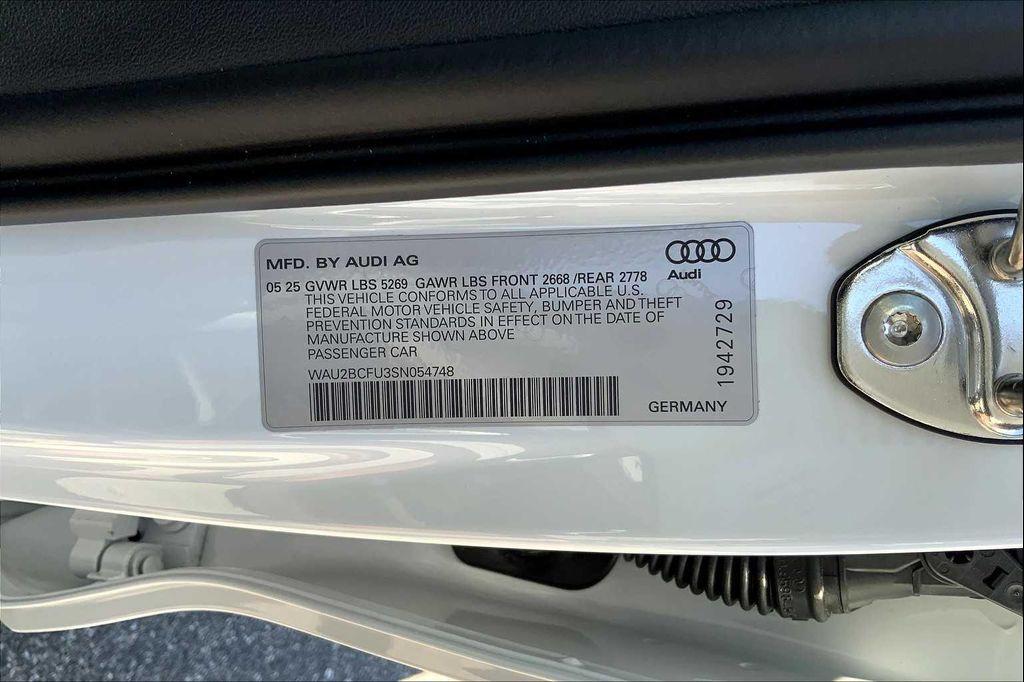 MFD. BY AUDI AG
Audi
05 25 GVWR LBS 5269 GAWR LBS FRONT 2668 /REAR 2778
THIS VEHICLE CONFORMS TO ALL APPLICABLE U.S.
FEDERAL MOTOR VEHICLE SAFETY, BUMPER AND THEFT
PREVENTION STANDARDS IN EFFECT ON THE DATE OF
MANUFACTURE SHOWN ABOVE
PASSENGER CAR
WAU2BCFU3SN054748
1942729
GERMANY